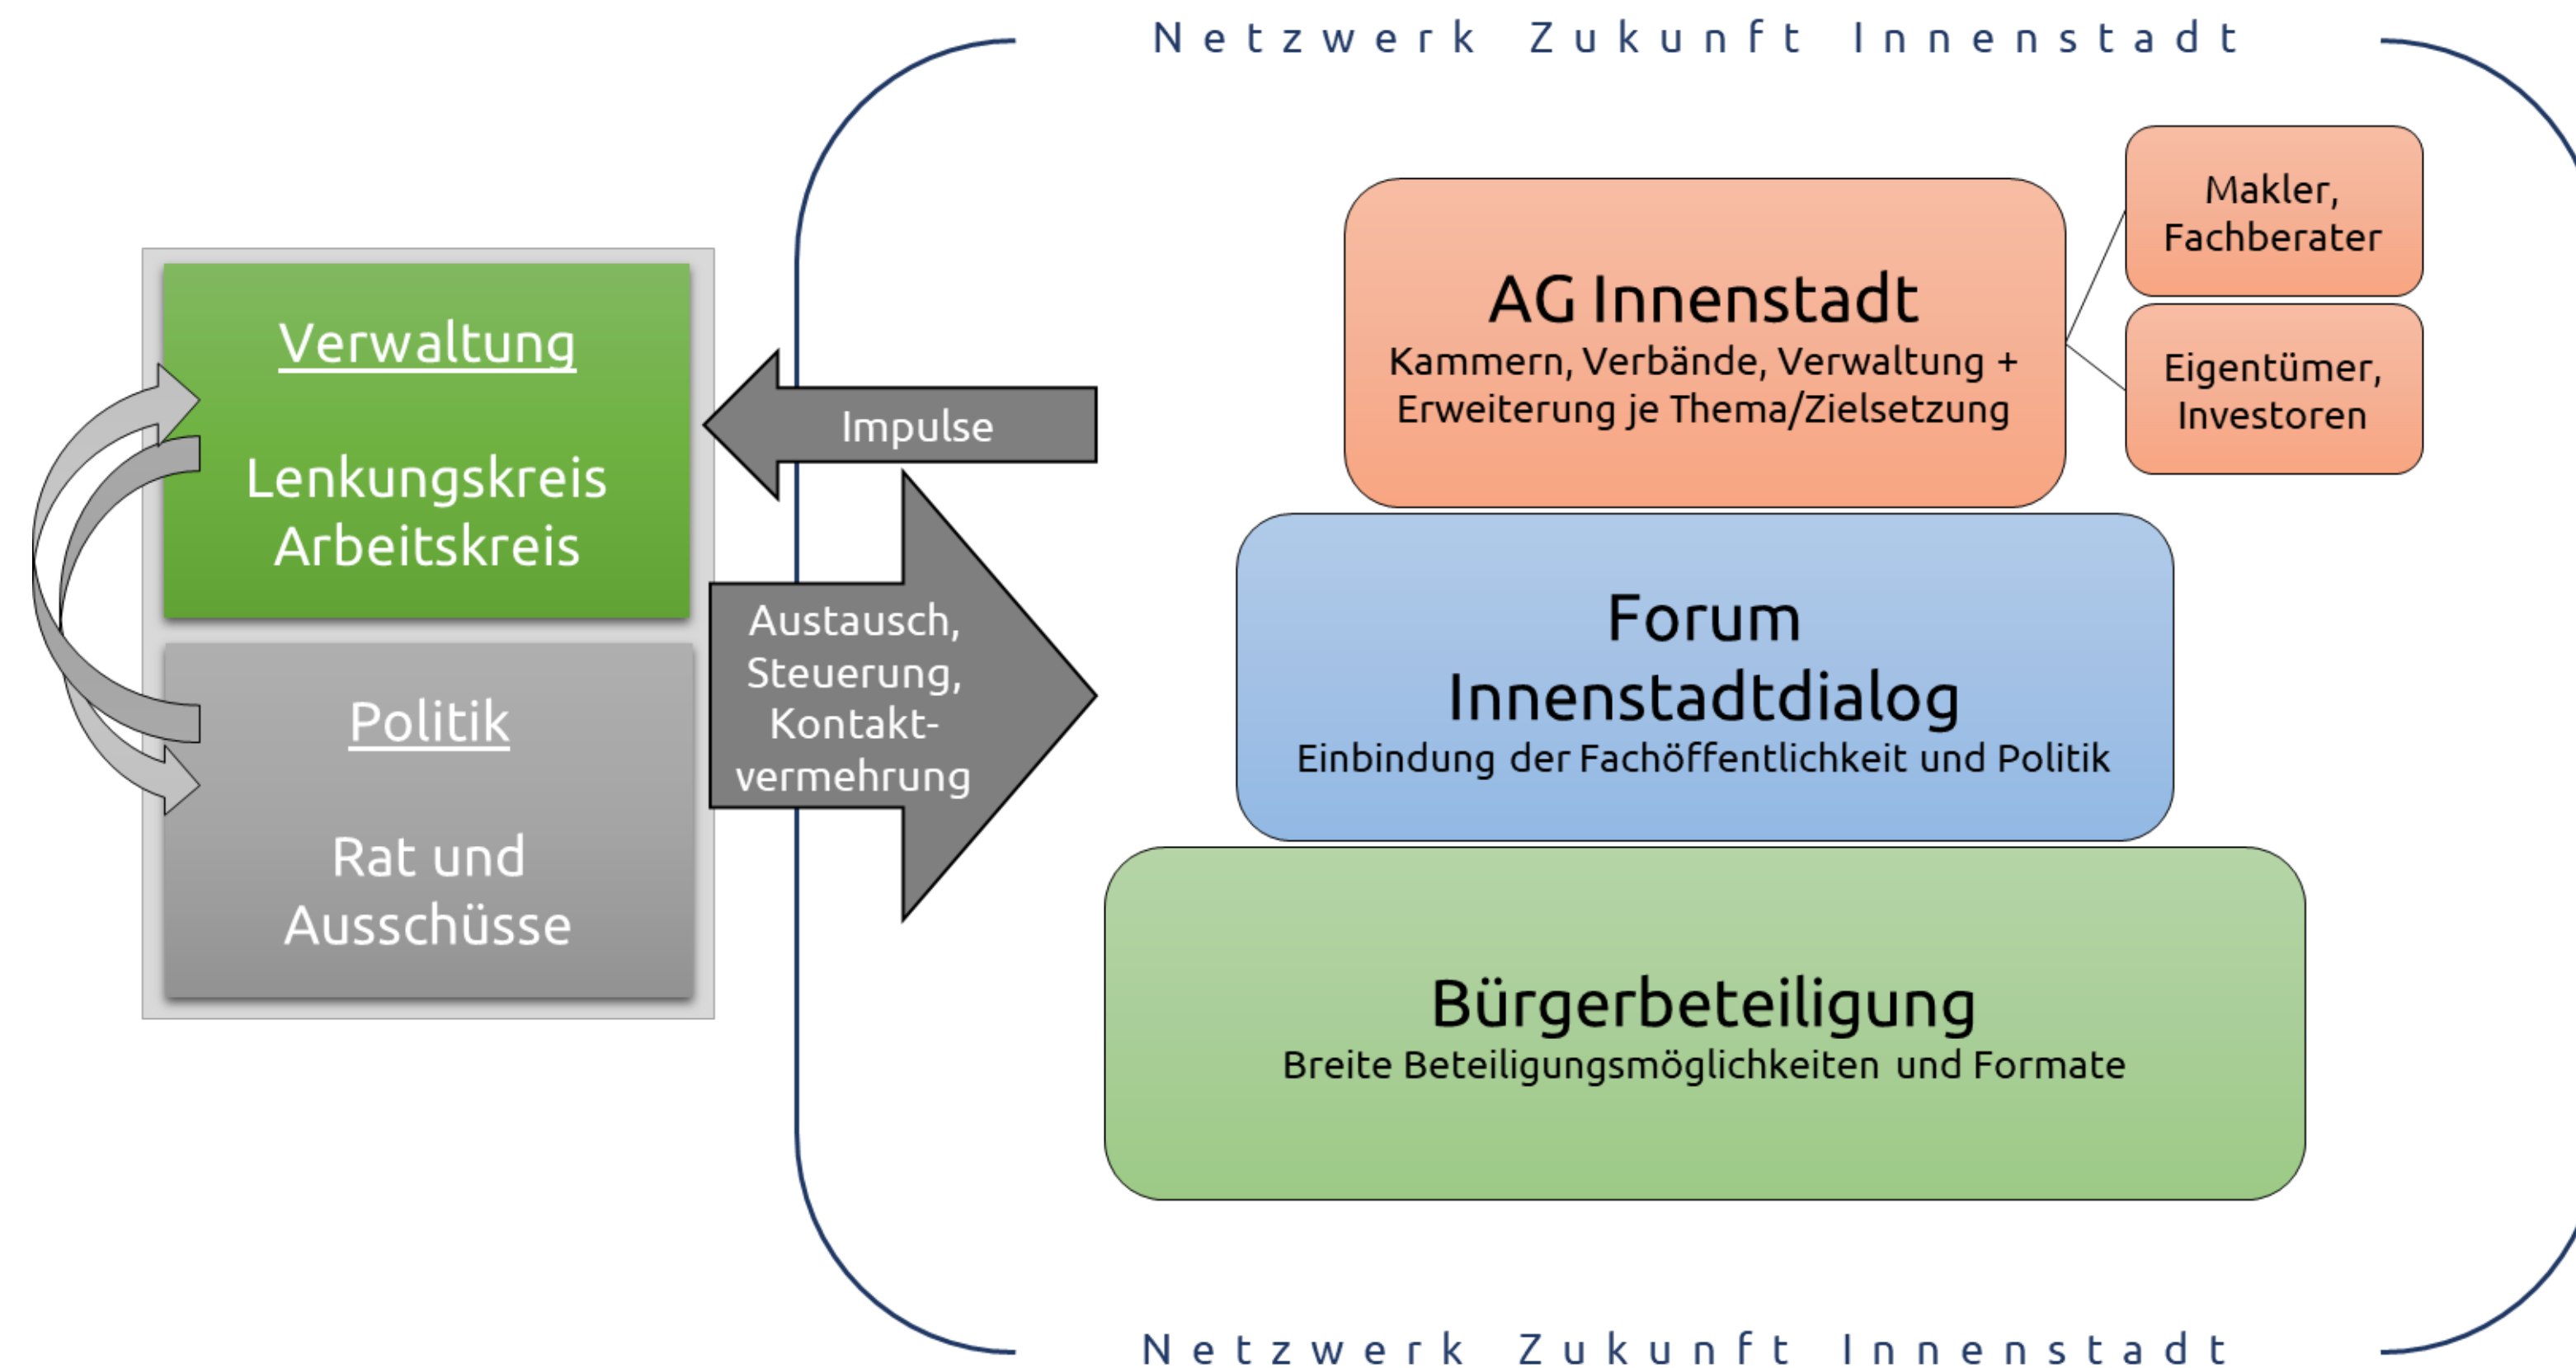 Netzwerk Zukunft Innenstadt
Verwaltung
Lenkungskreis
Arbeitskreis
Politik
Rat und
Ausschüsse
Impulse
Austausch,
Steuerung,
Kontakt-
vermehrung
AG Innenstadt
Kammern, Verbände, Verwaltung +
Erweiterung je Thema/Zielsetzung
Makler,
Fachberater
Eigentümer,
Investoren
Forum
Innenstadtdialog
Einbindung der Fachöffentlichkeit und Politik
Bürgerbeteiligung
Breite Beteiligungsmöglichkeiten und Formate
Netzwerk Zukunft Innenstadt